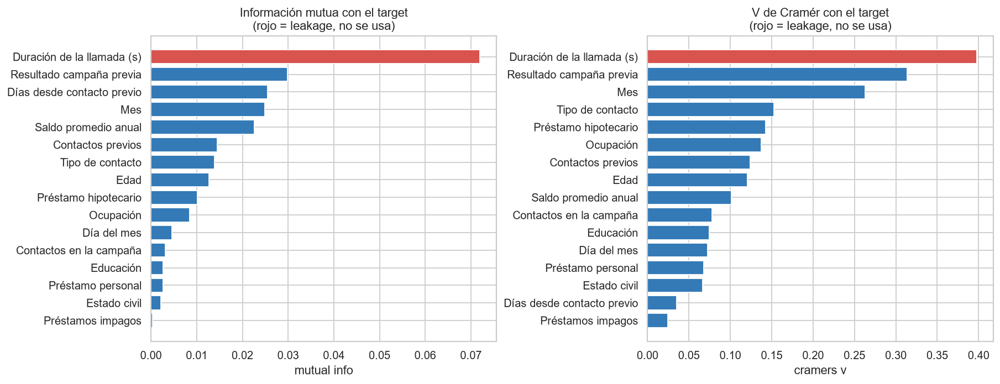 Información mutua con el target
(rojo = leakage, no se usa)
Duración de la llamada (s)
Resultado campaña previa
Días desde contacto previo
Mes
Saldo promedio anual
Contactos previos
Tipo de contacto
Edad
Préstamo hipotecario
Ocupación
Día del mes
Contactos en la campaña
Educación
Préstamo personal
Estado civil
Préstamos impagos
0.00 0.01 0.02 0.03 0.04 0.05 0.06 0.07
mutual info
V de Cramér con el target
(rojo = leakage, no se usa)
Duración de la llamada (s)
Resultado campaña previa
Mes
Tipo de contacto
Préstamo hipotecario
Ocupación
Contactos previos
Edad
Saldo promedio anual
Contactos en la campaña
Educación
Día del mes
Préstamo personal
Estado civil
Días desde contacto previo
Préstamos impagos
0.00 0.05 0.10 0.15 0.20 0.25 0.30 0.35 0.40
cramers v